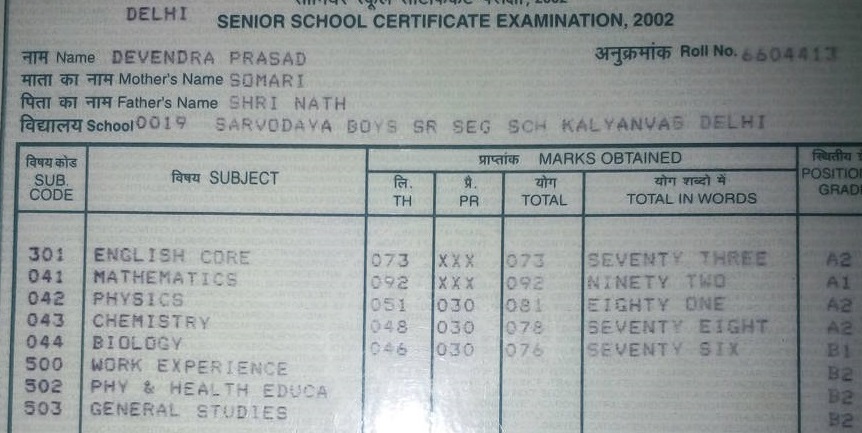 DELHI
SENIOR SCHOOL CERTIFICATE EXAMINATION, 2002
नाम Name DEVENDRA PRASAD अनुक्रमांक Roll No. 6604413
माता का नाम Mother's Name SOMARI
पिता का नाम Father's Name SHRI NATH
विद्यालय School 0019 SARVODAYA BOYS SR SEG SCH KALYANVAS DELHI
विषय कोड SUB. CODE विषय SUBJECT प्राप्तांक MARKS OBTAINED
लि. TH प्रै. PR योग TOTAL योग शब्दो में TOTAL IN WORDS
301 ENGLISH CORE 073 XXX 073 SEVENTY THREE A2
041 MATHEMATICS 092 XXX 092 NINETY TWO A1
042 PHYSICS 051 030 081 EIGHTY ONE A2
043 CHEMISTRY 048 030 078 SEVENTY EIGHT A2
044 BIOLOGY 046 030 076 SEVENTY SIX B1
500 WORK EXPERIENCE B2
502 PHY & HEALTH EDUCA B2
503 GENERAL STUDIES B2